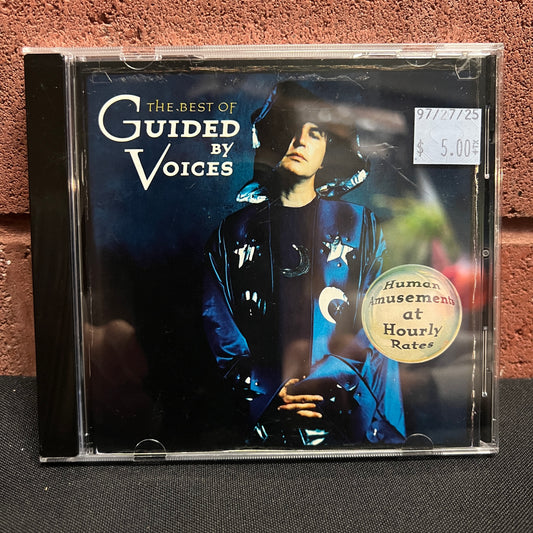 THE BEST OF
GUIDED
BY
VOICES
97/27/25
$ 5.00
Human
Amusements
at
Hourly
Rates